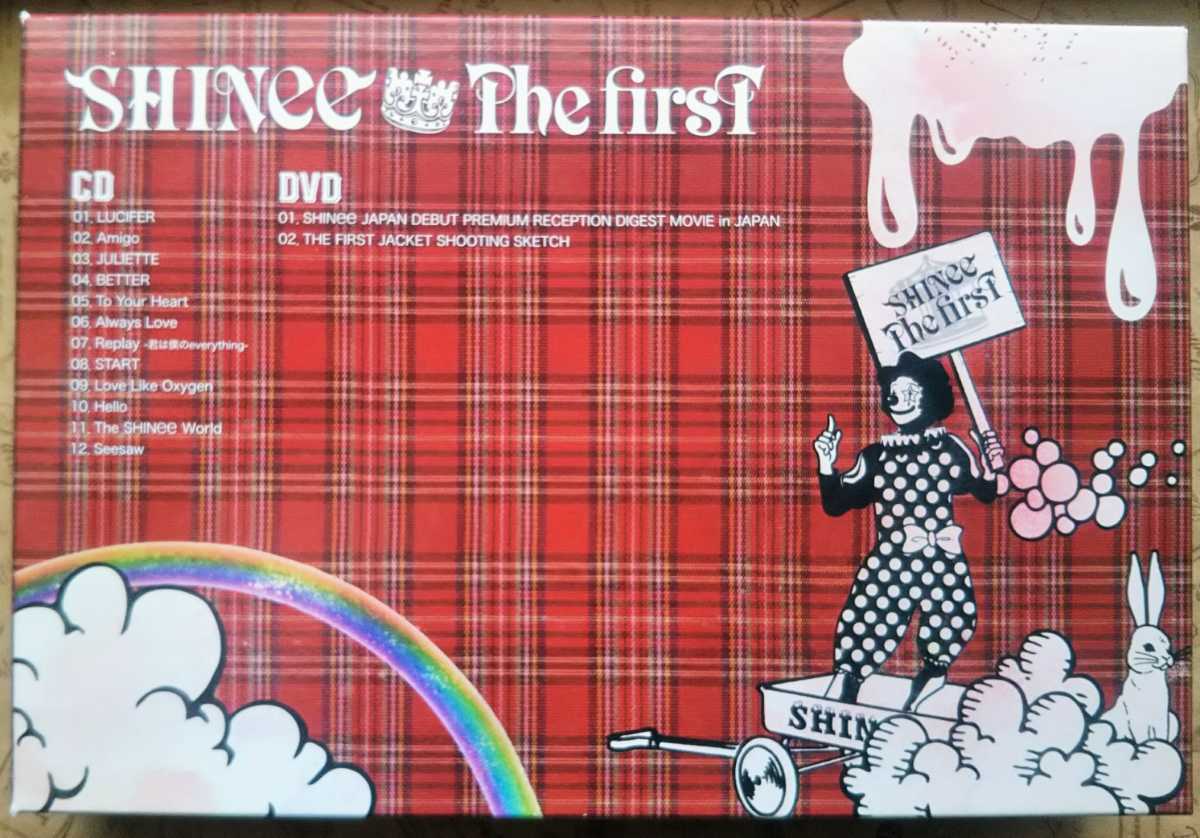 SHINee The first
CD
01. LUCIFER
02. Amigo
03. JULIETTE
04. BETTER
05. To Your Heart
06. Always Love
07. Replay -君は僕のeverything-
08. START
09. Love Like Oxygen
10. Hello
11. The SHINee World
12. Seesaw
DVD
01. SHINee JAPAN DEBUT PREMIUM RECEPTION DIGEST MOVIE in JAPAN
02. THE FIRST JACKET SHOOTING SKETCH
SHINee
The first
SHIN